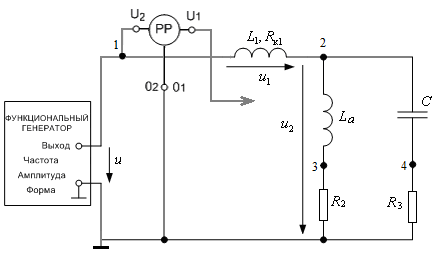 U₂
U₁
PP
1
L₁, Rк₁
2
u₁
02
01
u₂
La
C
ФУНКЦИОНАЛЬНЫЙ
ГЕНЕРАТОР
Выход
Частота
Амплитуда
Форма
u
3
4
R₂
R₃